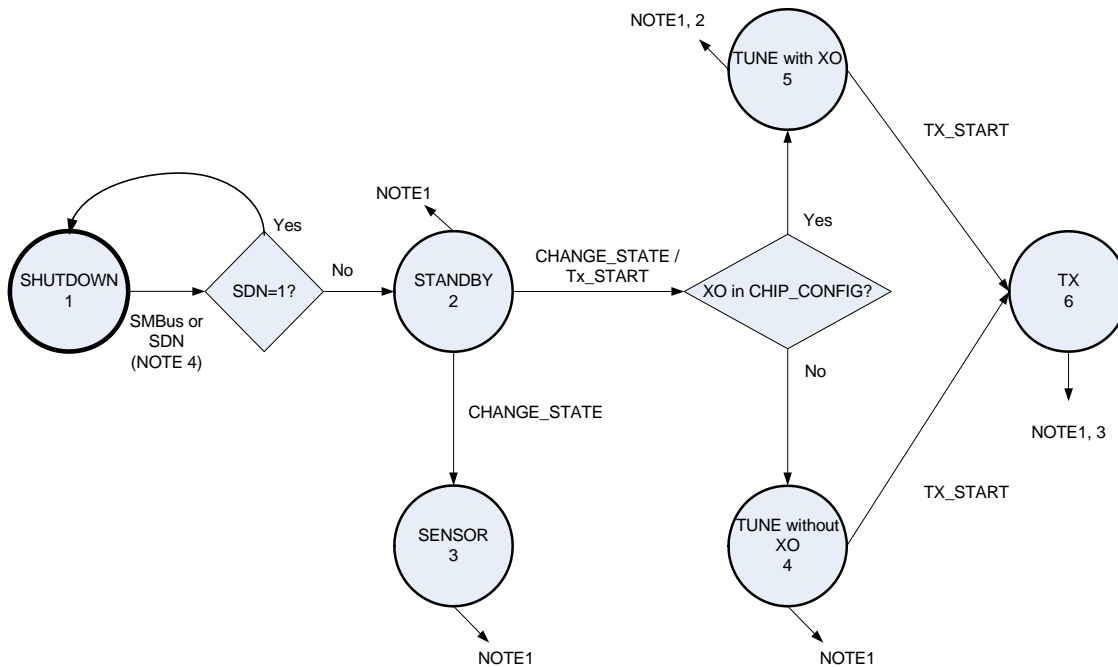 NOTE1, 2
TUNE with XO
5
TX_START
NOTE1
Yes
Yes
SHUTDOWN
1
SDN=1?
No
STANDBY
2
CHANGE_STATE /
Tx_START
XO in CHIP_CONFIG?
TX
6
SMBus or
SDN
(NOTE 4)
No
CHANGE_STATE
NOTE1, 3
SENSOR
3
TUNE without
XO
4
TX_START
NOTE1
NOTE1